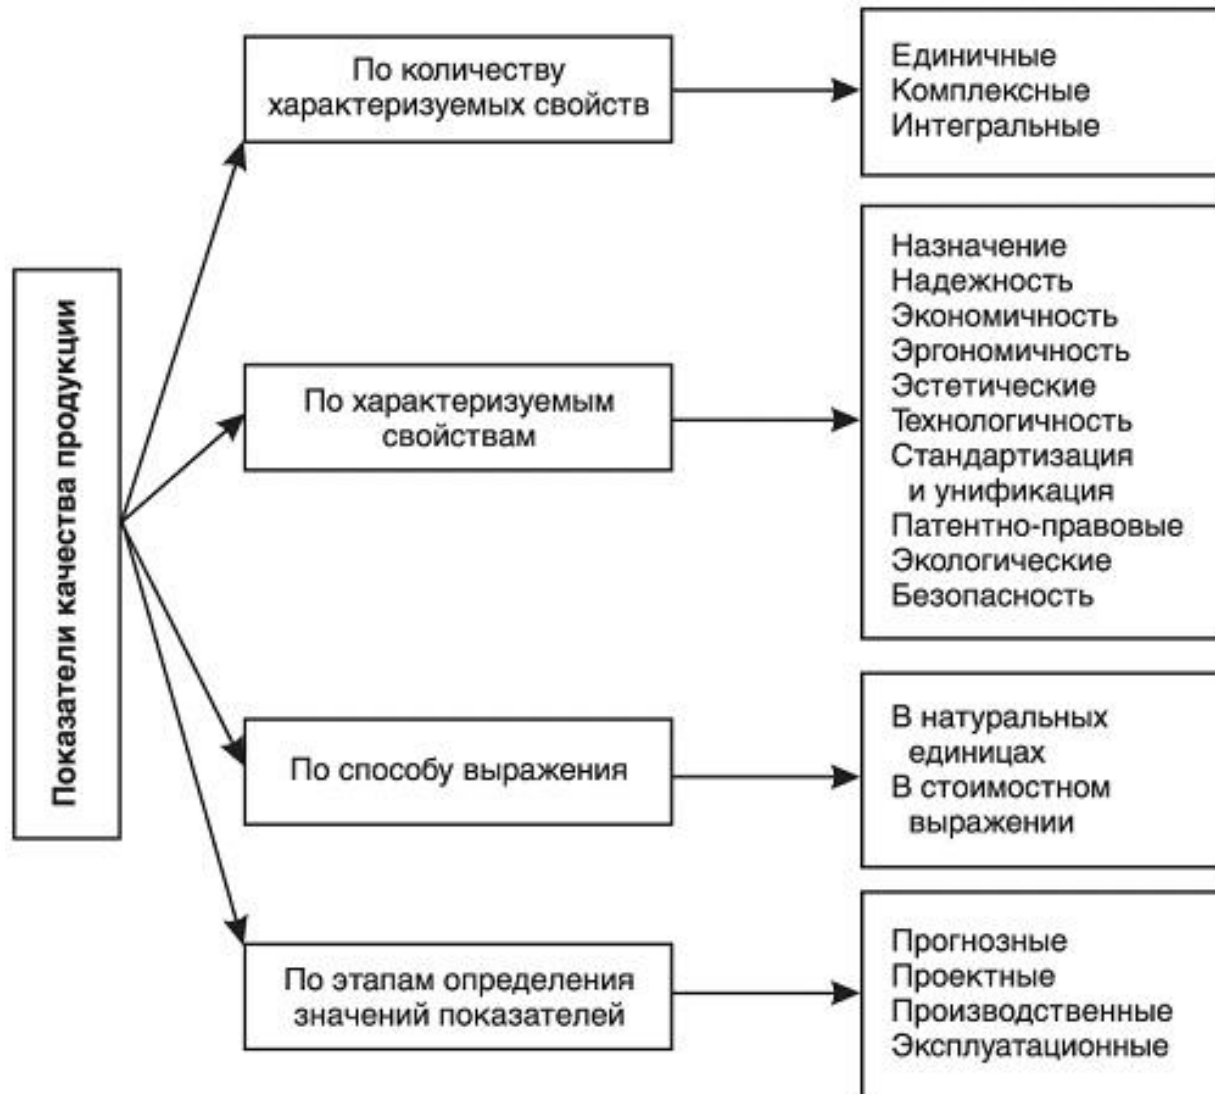 Показатели качества продукции
По количеству
характеризуемых свойств
Единичные
Комплексные
Интегральные
По характеризуемым
свойствам
Назначение
Надежность
Экономичность
Эргономичность
Эстетические
Технологичность
Стандартизация
и унификация
Патентно-правовые
Экологические
Безопасность
По способу выражения
В натуральных
единицах
В стоимостном
выражении
По этапам определения
значений показателей
Прогнозные
Проектные
Производственные
Эксплуатационные